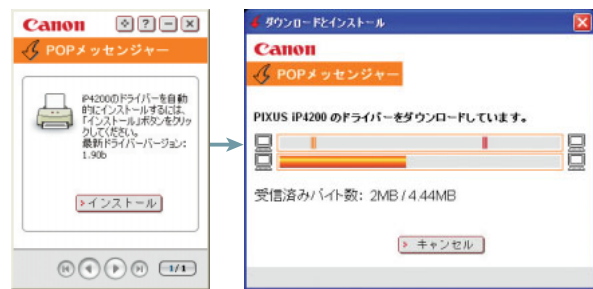 Canon
POPメッセンジャー
iP4200のドライバーを自動
的にインストールするには、
「インストール」ボタンをクリッ
クしてください。
最新ドライバーバージョン:
1.90b
インストール
1/1
ダウンロードとインストール
Canon
POPメッセンジャー
PIXUS iP4200 のドライバーをダウンロードしています。
受信済みバイト数: 2MB / 4.44MB
キャンセル